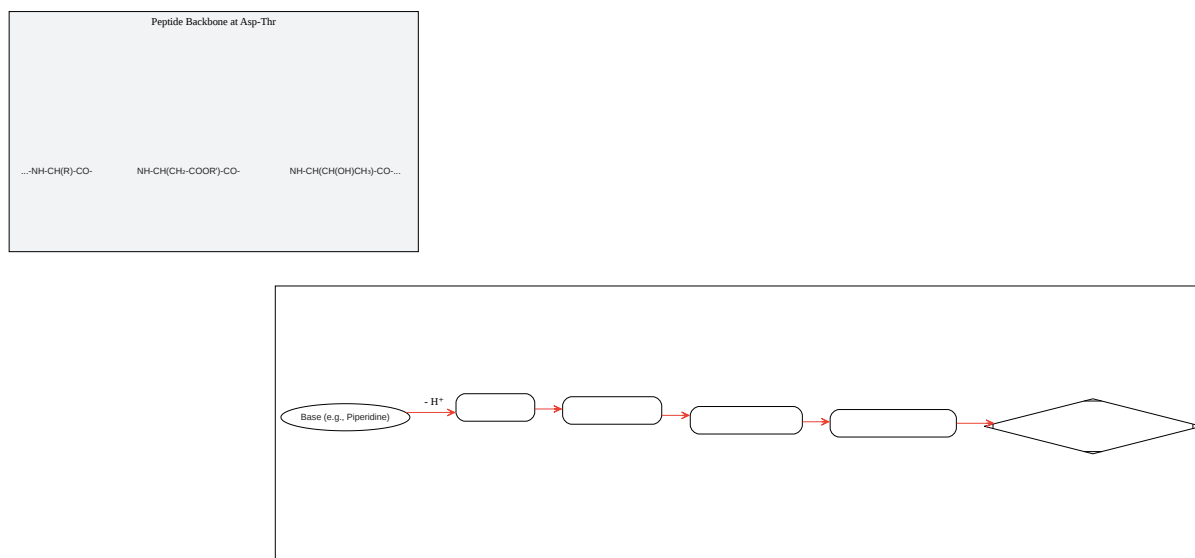 Peptide Backbone at Asp-Thr
...-NH-CH(R)-CO-
NH-CH(CH₂-COOR')-CO-
NH-CH(CH(OH)CH₃)-CO-...
- H⁺
Base (e.g., Piperidine)